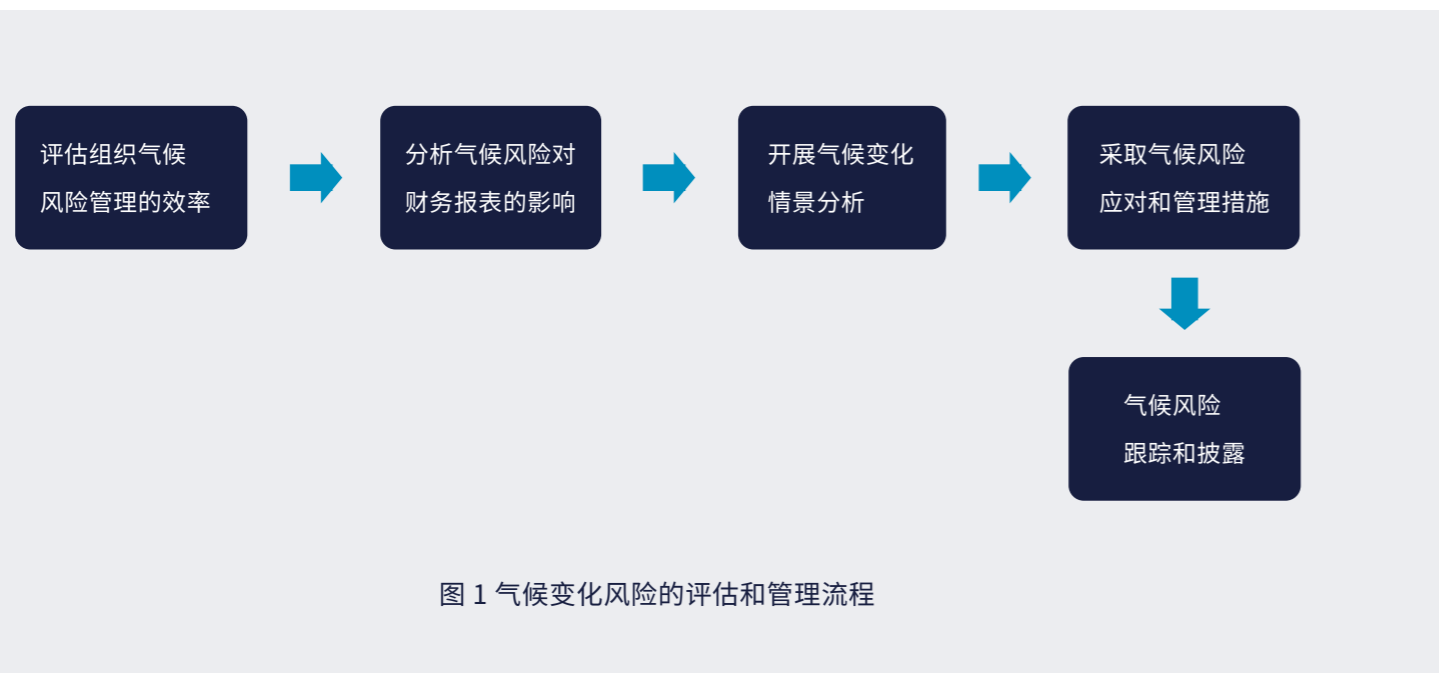 评估组织气候
风险管理的效率
分析气候风险对
财务报表的影响
开展气候变化
情景分析
采取气候风险
应对和管理措施
气候风险
跟踪和披露
图 1 气候变化风险的评估和管理流程